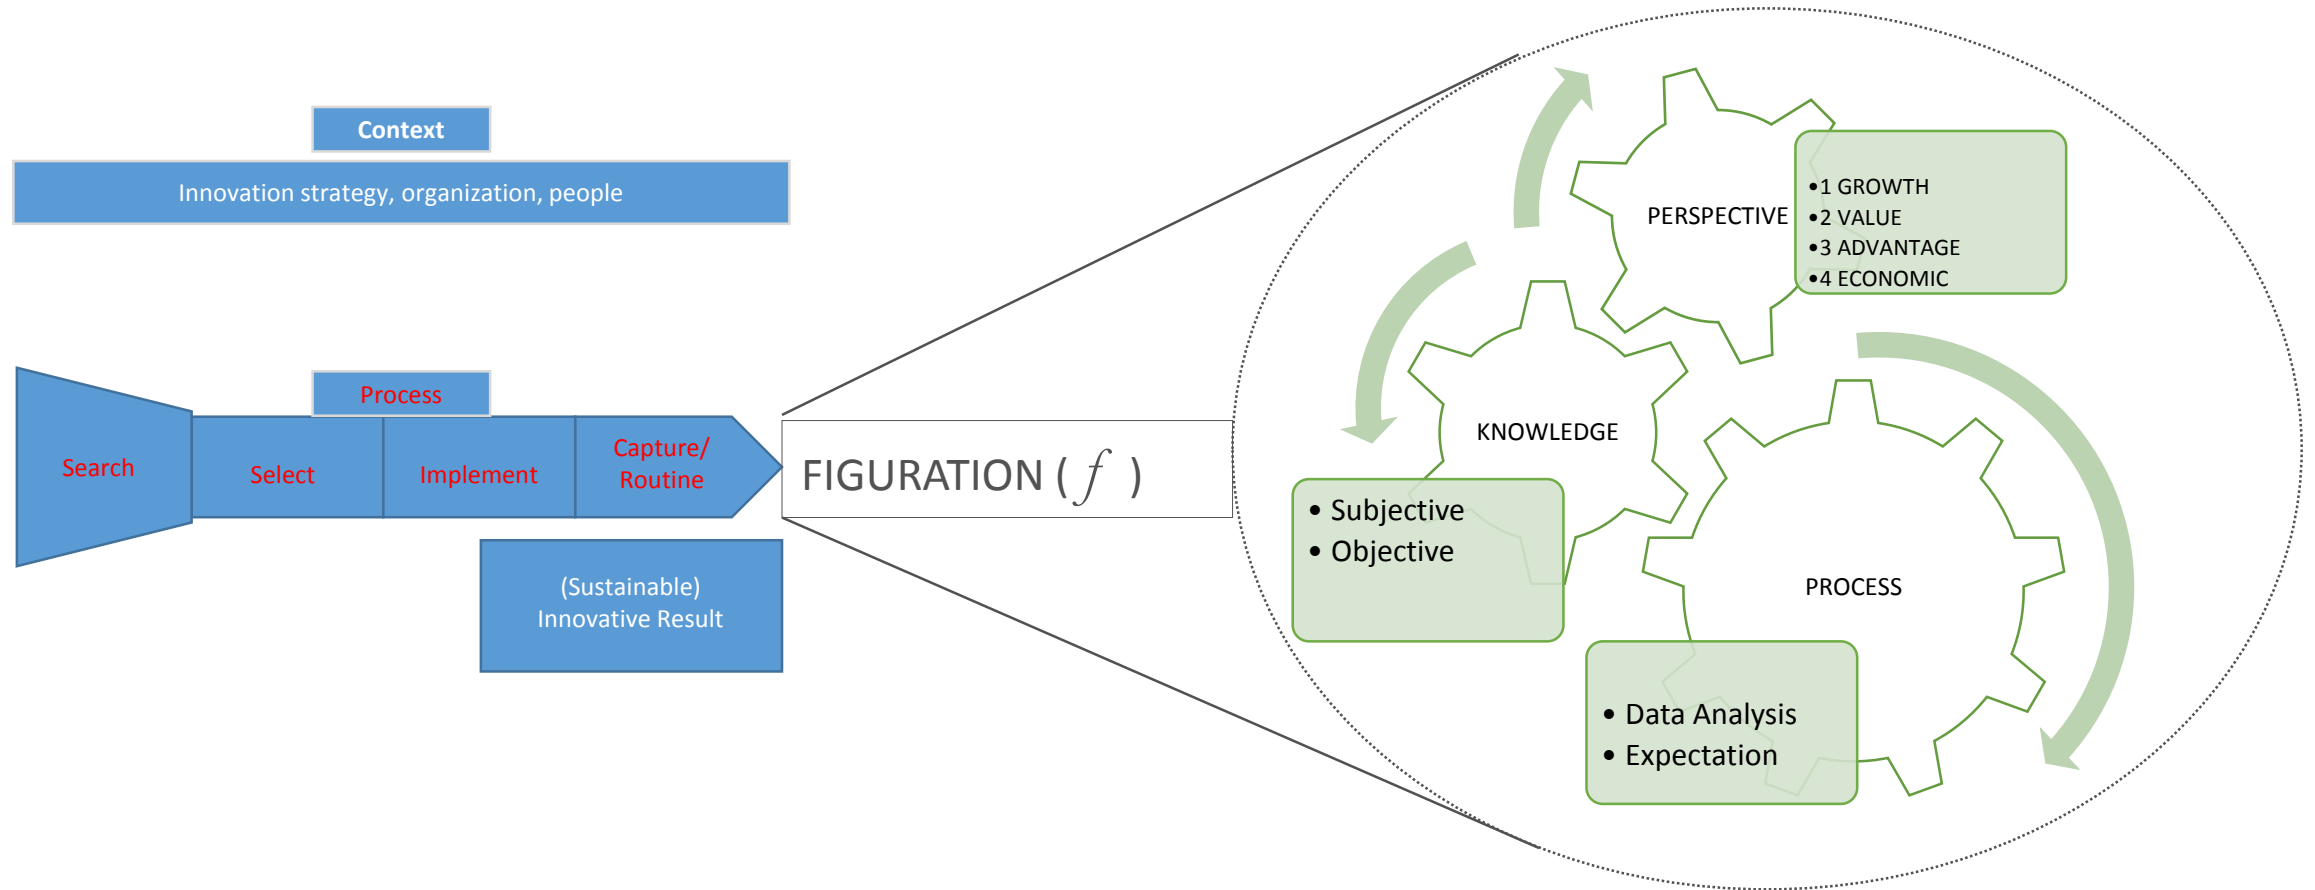 Context
Innovation strategy, organization, people
Process
Search
Select
Implement
Capture/
Routine
(Sustainable)
Innovative Result
FIGURATION ( f )
PERSPECTIVE
•1 GROWTH
•2 VALUE
•3 ADVANTAGE
•4 ECONOMIC
KNOWLEDGE
• Subjective
• Objective
PROCESS
• Data Analysis
• Expectation